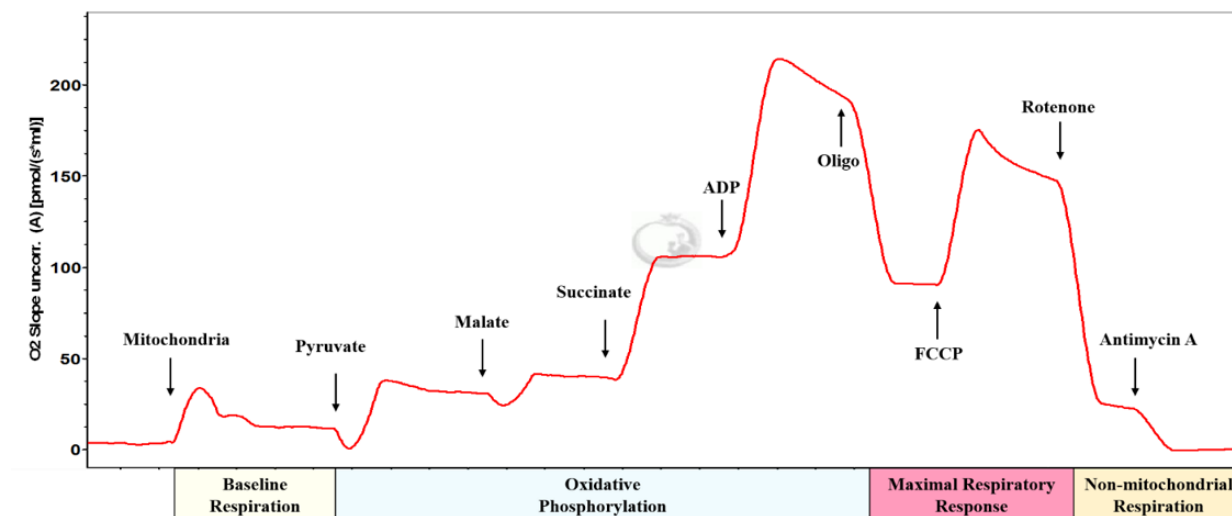 O2 Slope uncorr. (A) [pmol/(s*ml)]
200
150
100
50
0
Mitochondria
Pyruvate
Malate
Succinate
ADP
Oligo
FCCP
Rotenone
Antimycin A
Baseline
Respiration
Oxidative
Phosphorylation
Maximal Respiratory
Response
Non-mitochondrial
Respiration